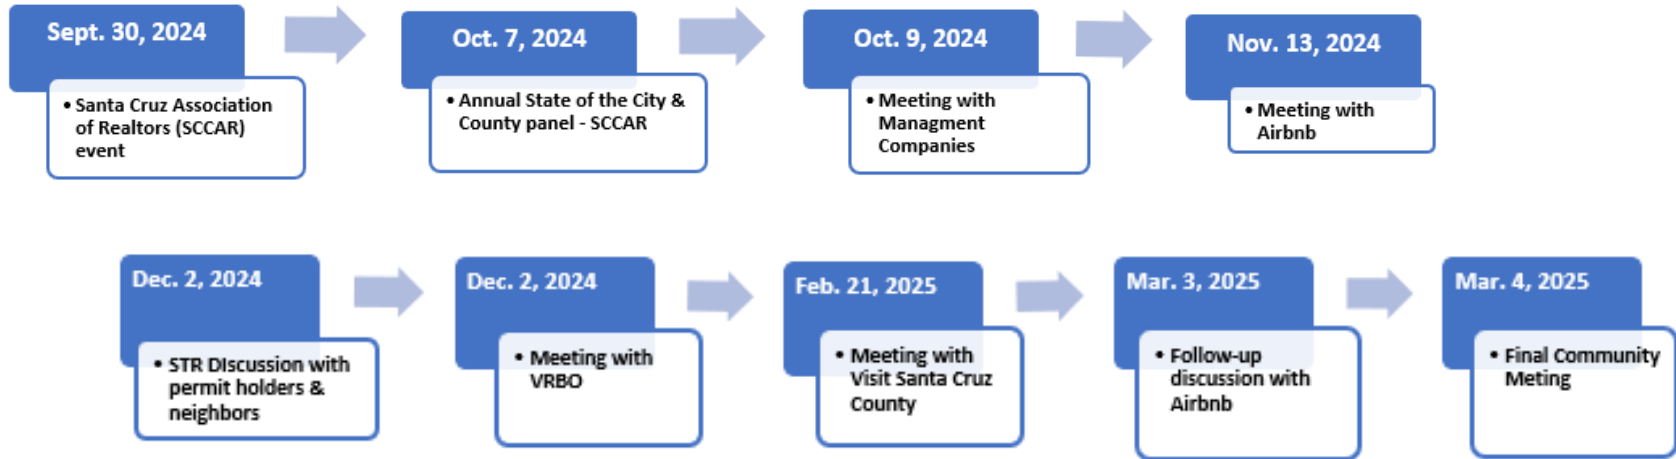 Sept. 30, 2024
• Santa Cruz Association
of Realtors (SCCAR)
event
Oct. 7, 2024
• Annual State of the City &
County panel - SCCAR
Oct. 9, 2024
• Meeting with
Managment
Companies
Nov. 13, 2024
• Meeting with
Airbnb
Dec. 2, 2024
• STR DIscussion with
permit holders &
neighbors
Dec. 2, 2024
• Meeting with
VRBO
Feb. 21, 2025
• Meeting with
Visit Santa Cruz
County
Mar. 3, 2025
• Follow-up
discussion with
Airbnb
Mar. 4, 2025
• Final Community
Meting